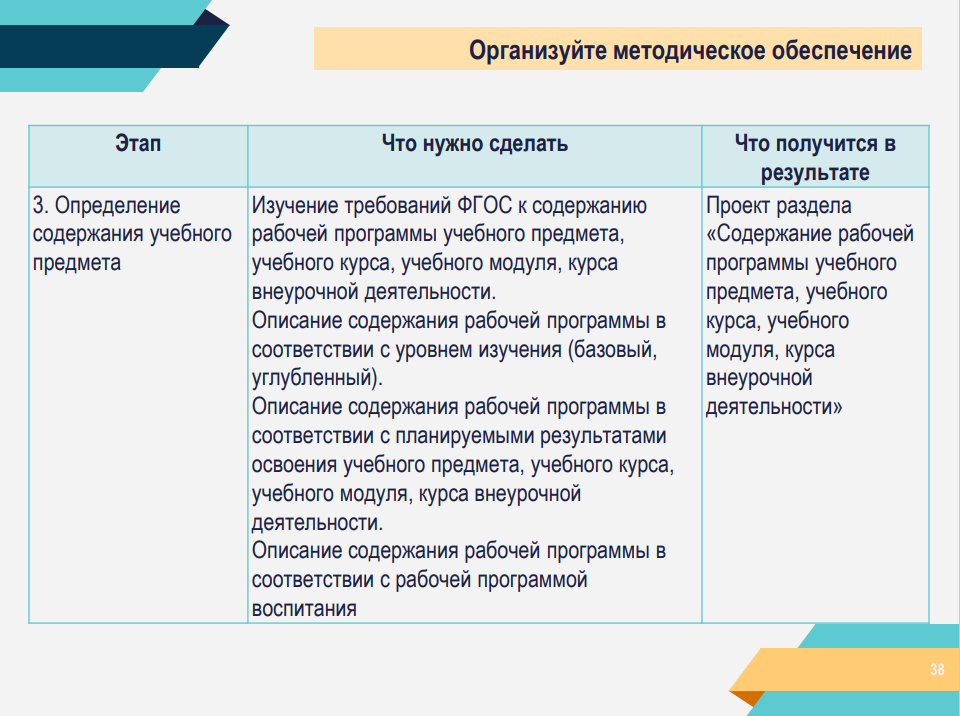 Организуйте методическое обеспечение
Этап
Что нужно сделать
Что получится в
результате
3. Определение
содержания учебного
предмета
Изучение требований ФГОС к содержанию
рабочей программы учебного предмета,
учебного курса, учебного модуля, курса
внеурочной деятельности.
Описание содержания рабочей программы в
соответствии с уровнем изучения (базовый,
углубленный).
Описание содержания рабочей программы в
соответствии с планируемыми результатами
освоения учебного предмета, учебного курса,
учебного модуля, курса внеурочной
деятельности.
Описание содержания рабочей программы в
соответствии с рабочей программой
воспитания
Проект раздела
«Содержание рабочей
программы учебного
предмета, учебного
курса, учебного
модуля, курса
внеурочной
деятельности»
38